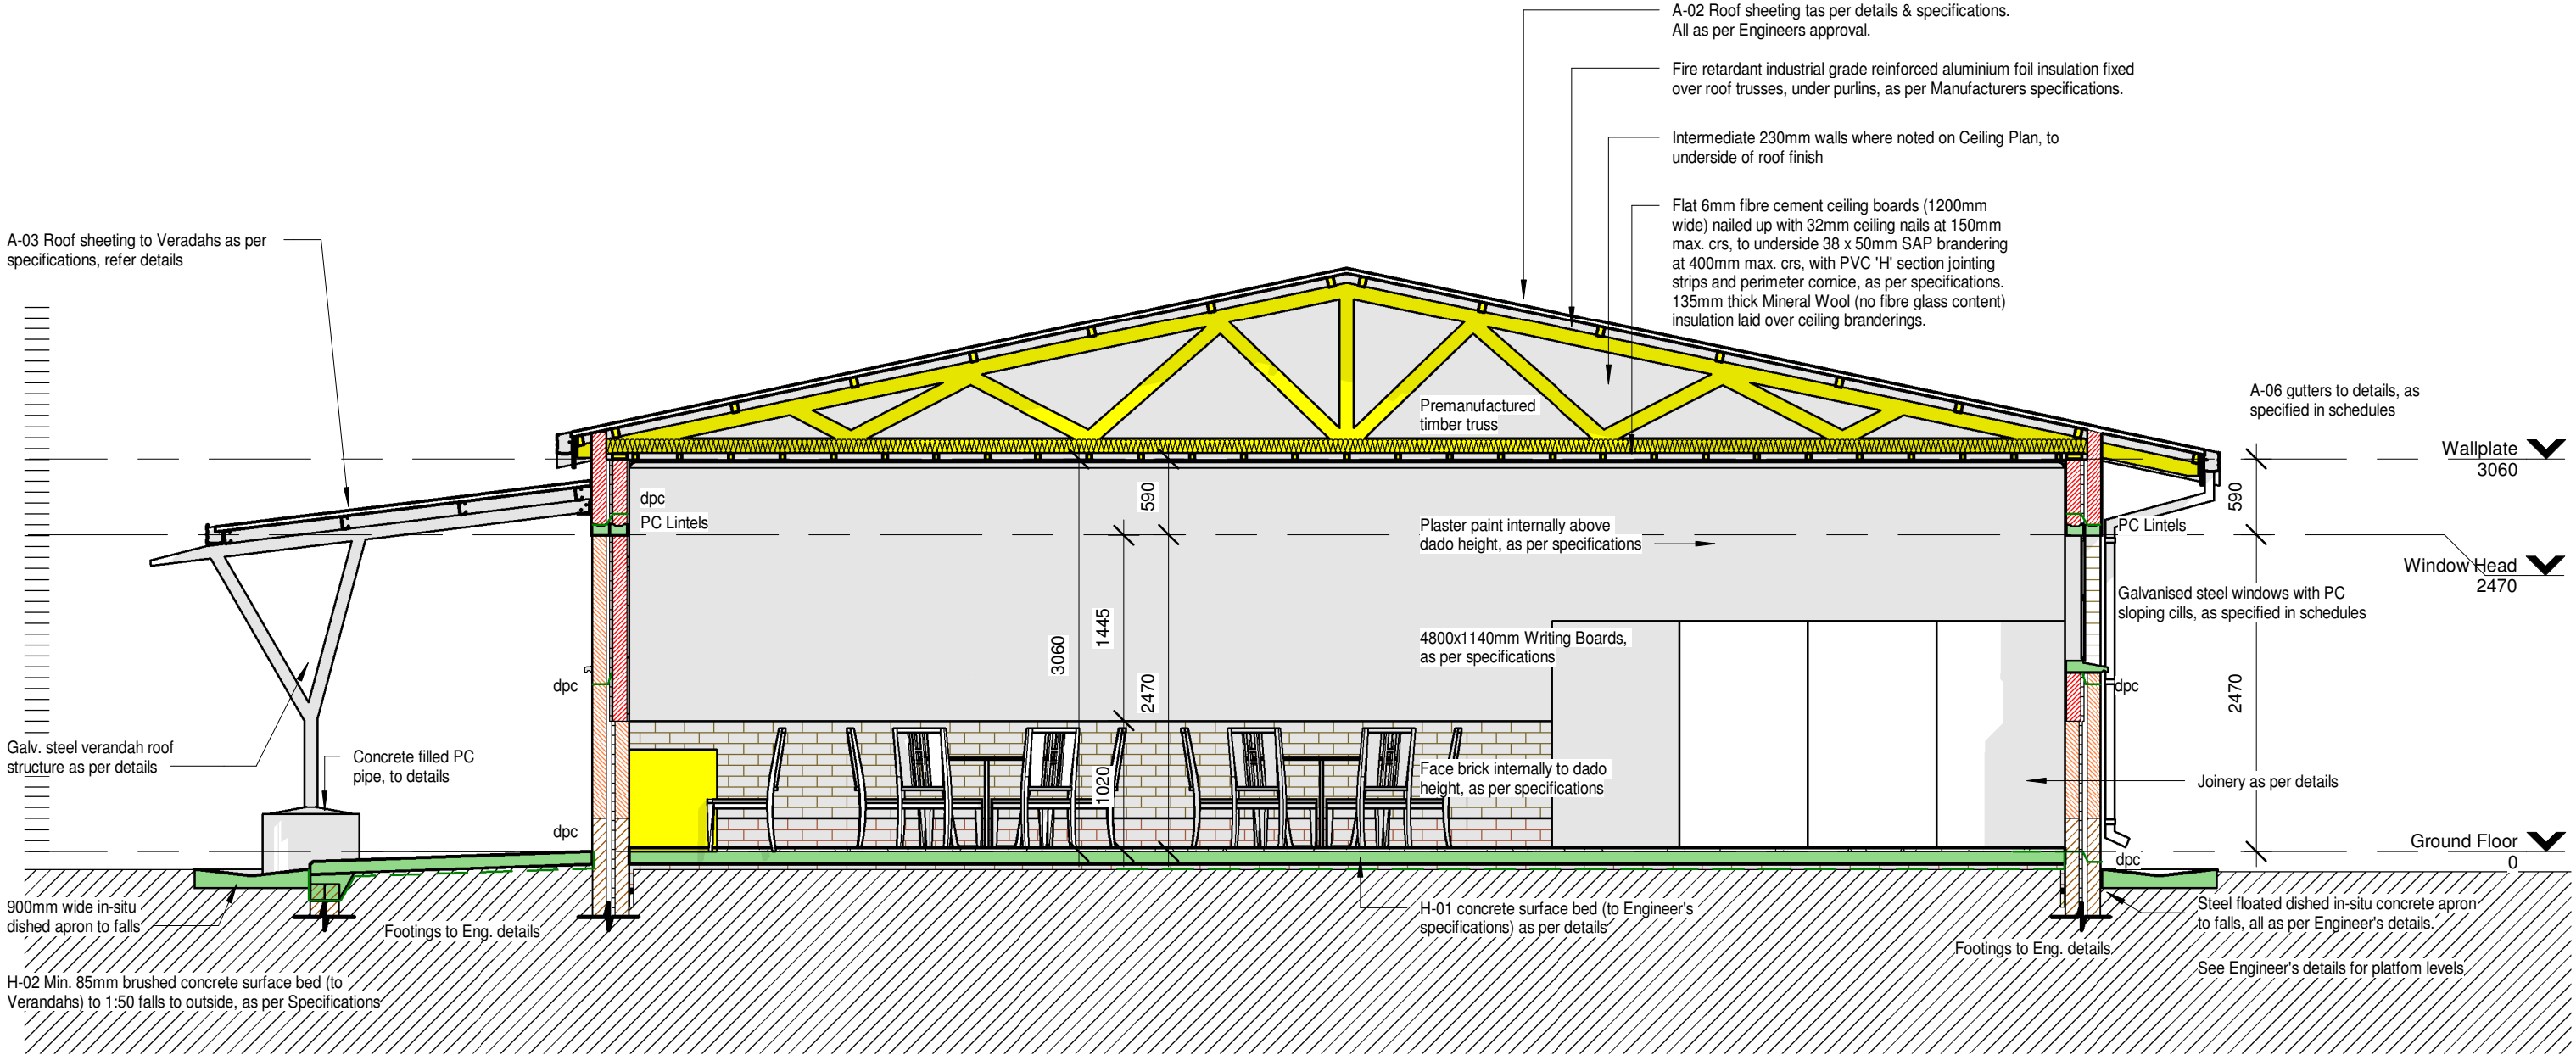 A-02 Roof sheeting tas per details & specifications.
All as per Engineers approval.
Fire retardant industrial grade reinforced aluminium foil insulation fixed
over roof trusses, under purlins, as per Manufacturers specifications.
Intermediate 230mm walls where noted on Ceiling Plan, to
underside of roof finish
Flat 6mm fibre cement ceiling boards (1200mm
wide) nailed up with 32mm ceiling nails at 150mm
max. crs, to underside 38 x 50mm SAP brandering
at 400mm max. crs, with PVC 'H' section jointing
strips and perimeter cornice, as per specifications.
135mm thick Mineral Wool (no fibre glass content)
insulation laid over ceiling branderings.
A-03 Roof sheeting to Veradahs as per
specifications, refer details
Premanufactured
timber truss
A-06 gutters to details, as
specified in schedules
Wallplate
3060
590
dpc
PC Lintels
590
Plaster paint internally above
dado height, as per specifications
PC Lintels
Window Head
2470
Galvanised steel windows with PC
sloping cills, as specified in schedules
3060
1445
2470
4800x1140mm Writing Boards,
as per specifications
dpc
dpc
2470
Galv. steel verandah roof
structure as per details
Concrete filled PC
pipe, to details
1020
Face brick internally to dado
height, as per specifications
Joinery as per details
dpc
Ground Floor
0
dpc
900mm wide in-situ
dished apron to falls
Footings to Eng. details
H-01 concrete surface bed (to Engineer's
specifications) as per details
Steel floated dished in-situ concrete apron
to falls, all as per Engineer's details.
Footings to Eng. details
See Engineer's details for platfom levels
H-02 Min. 85mm brushed concrete surface bed (to
Verandahs) to 1:50 falls to outside, as per Specifications